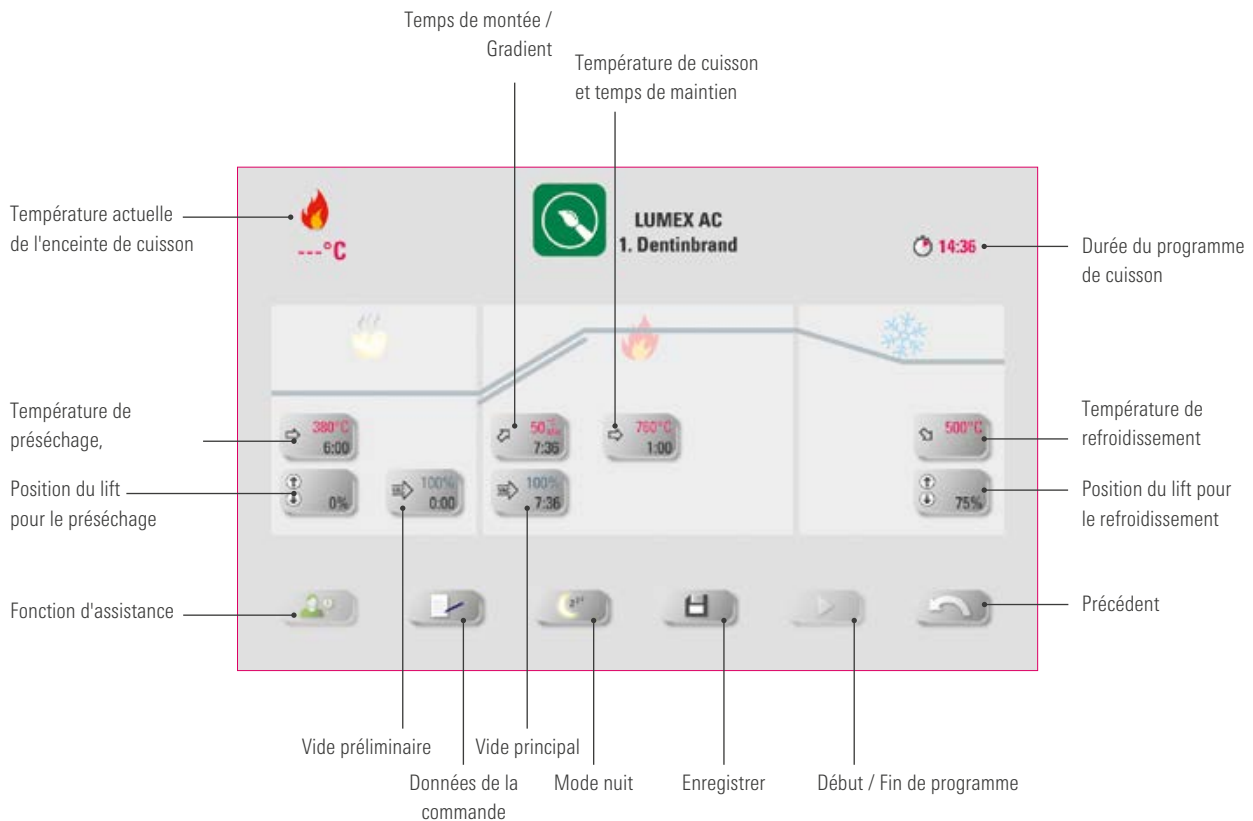 Temps de montée /
Gradient
Température de cuisson
et temps de maintien
Température actuelle
de l'enceinte de cuisson
---°C
LUMEX AC
1. Dentinbrand
14:36
Durée du programme
de cuisson
Température de
préséchage,
380°C
6:00
50 °C/Min
7:36
760°C
1:00
500°C
Température de
refroidissement
Position du lift
pour le préséchage
0%
100%
0:00
100%
7:36
75%
Position du lift pour
le refroidissement
Fonction d'assistance
zzz
Précédent
Vide préliminaire
Vide principal
Données de la
commande
Mode nuit
Enregistrer
Début / Fin de programme